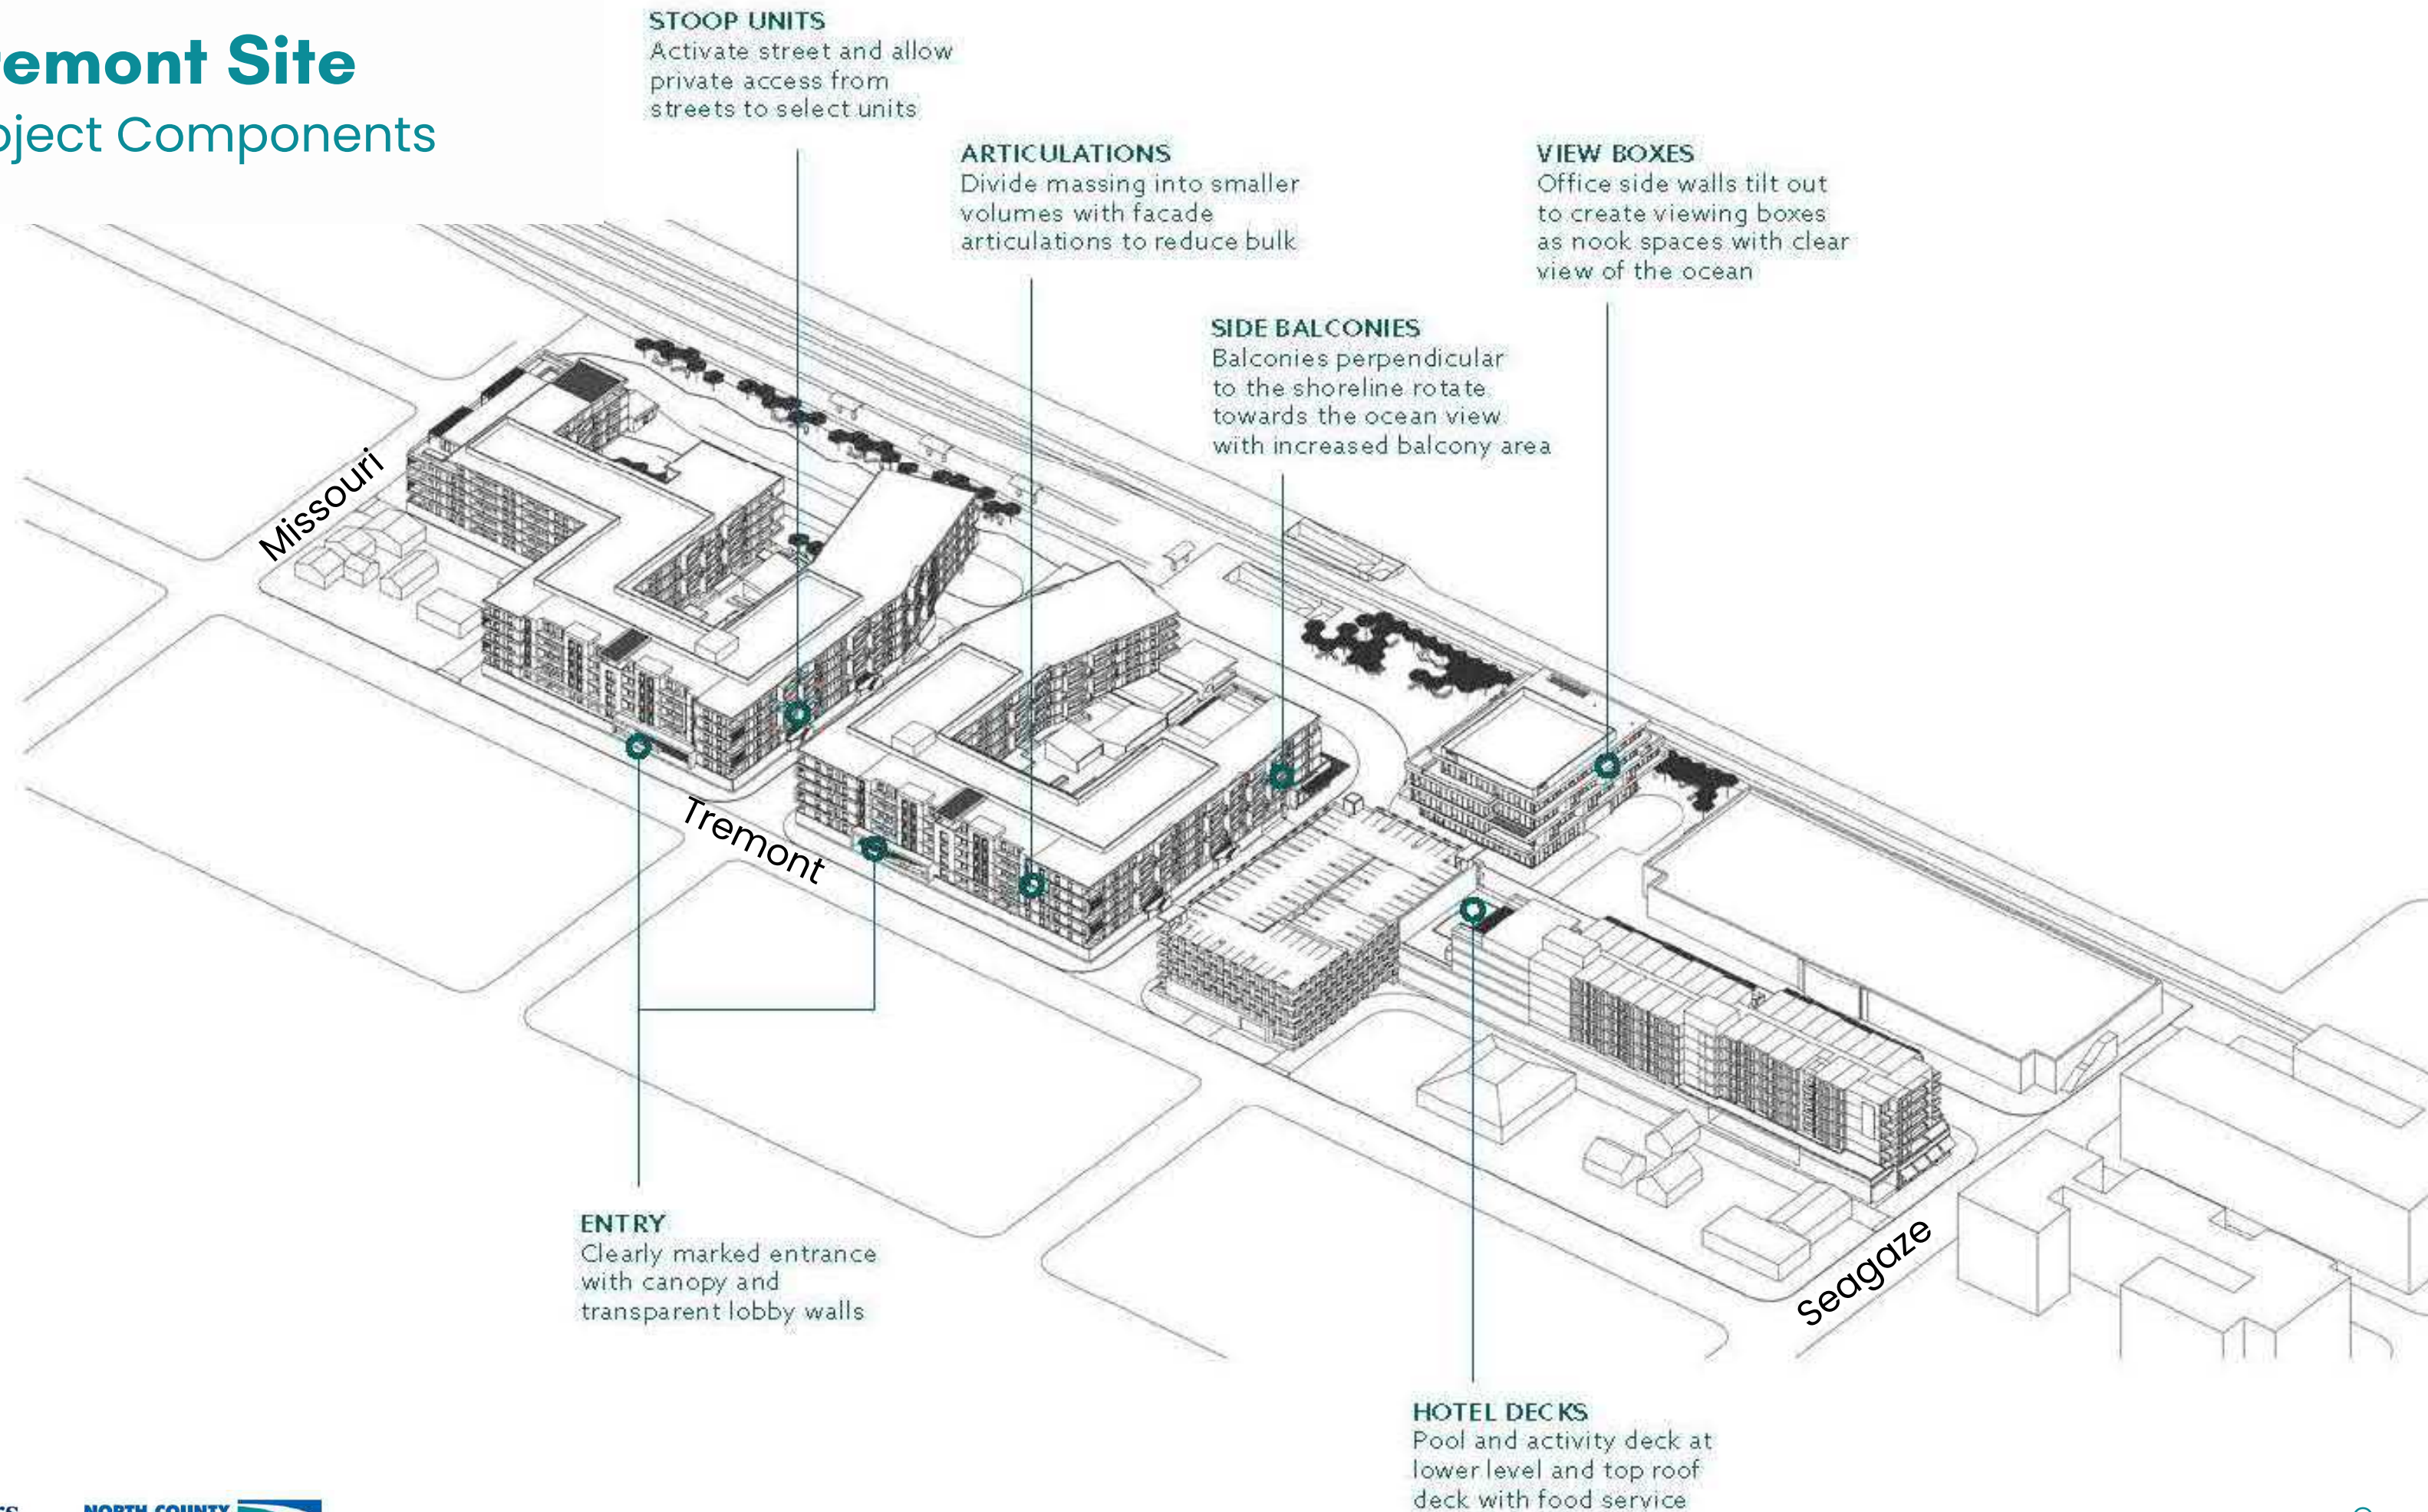 emont Site
oject Components
STOOP UNITS
Activate street and allow
private access from
streets to select units
ARTICULATIONS
Divide massing into smaller
volumes with facade
articulations to reduce bulk
VIEW BOXES
Office side walls tilt out
to create viewing boxes
as nook spaces with clear
view of the ocean
SIDE BALCONIES
Balconies perpendicular
to the shoreline rotate
towards the ocean view
with increased balcony area
Missouri
Tremont
Seagaze
ENTRY
Clearly marked entrance
with canopy and
transparent lobby walls
HOTEL DECKS
Pool and activity deck at
lower level and top roof
deck with food service
NORTH COUNTY